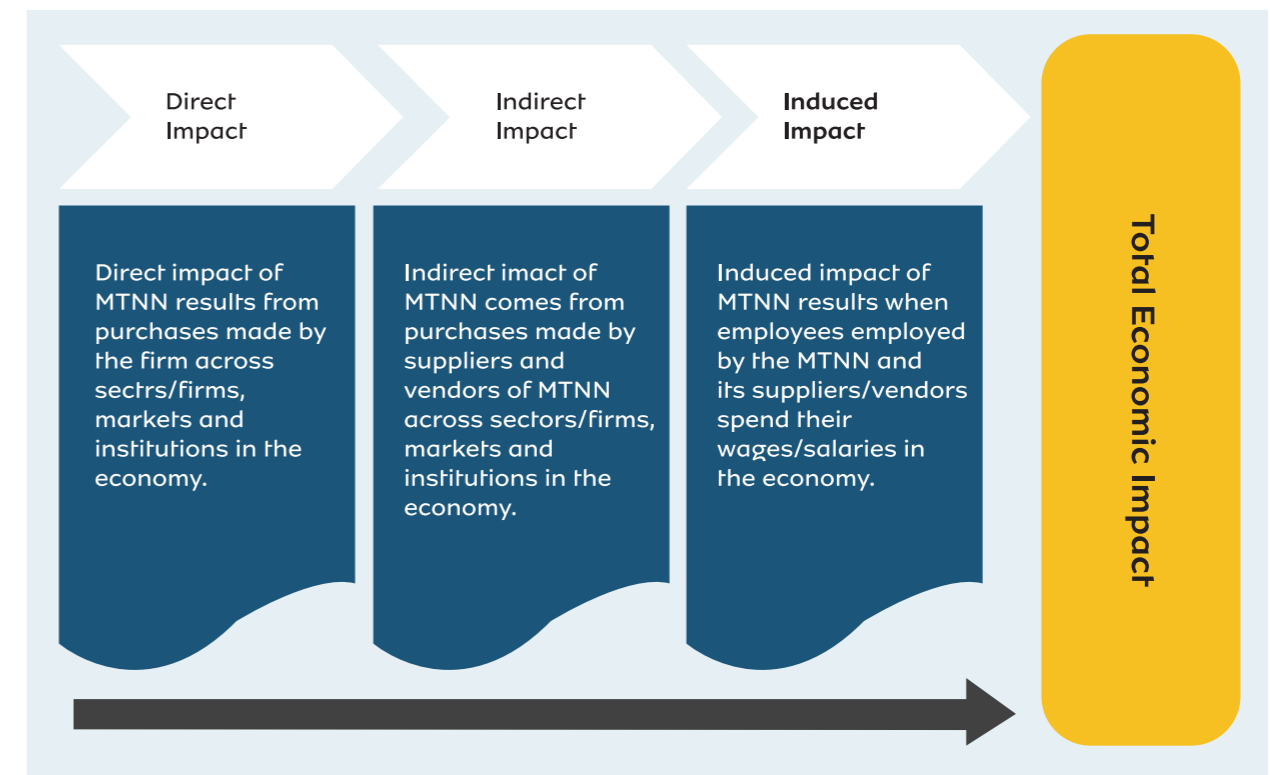 Direct
Impact
Indirect
Impact
Induced
Impact
Direct impact of
MTNN results from
purchases made by
the firm across
sectrs/firms,
markets and
institutions in the
economy.
Indirect imact of
MTNN comes from
purchases made by
suppliers and
vendors of MTNN
across sectors/firms,
markets and
institutions in the
economy.
Induced impact of
MTNN results when
employees employed
by the MTNN and
its suppliers/vendors
spend their
wages/salaries in
the economy.
Total Economic Impact